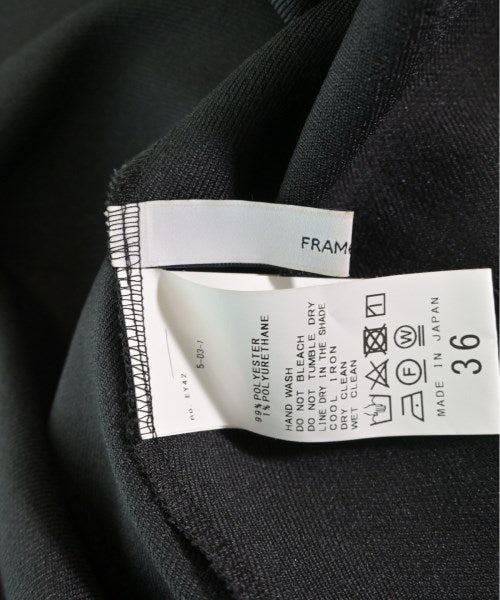 FRAM
no. EY42
5-03-1
99% POLYESTER
1% POLYURETHANE
HAND WASH
DO NOT BLEACH
DO NOT TUMBLE DRY
LINE DRY IN THE SHADE
COOL IRON
DRY CLEAN
WET CLEAN
MADE IN JAPAN
36